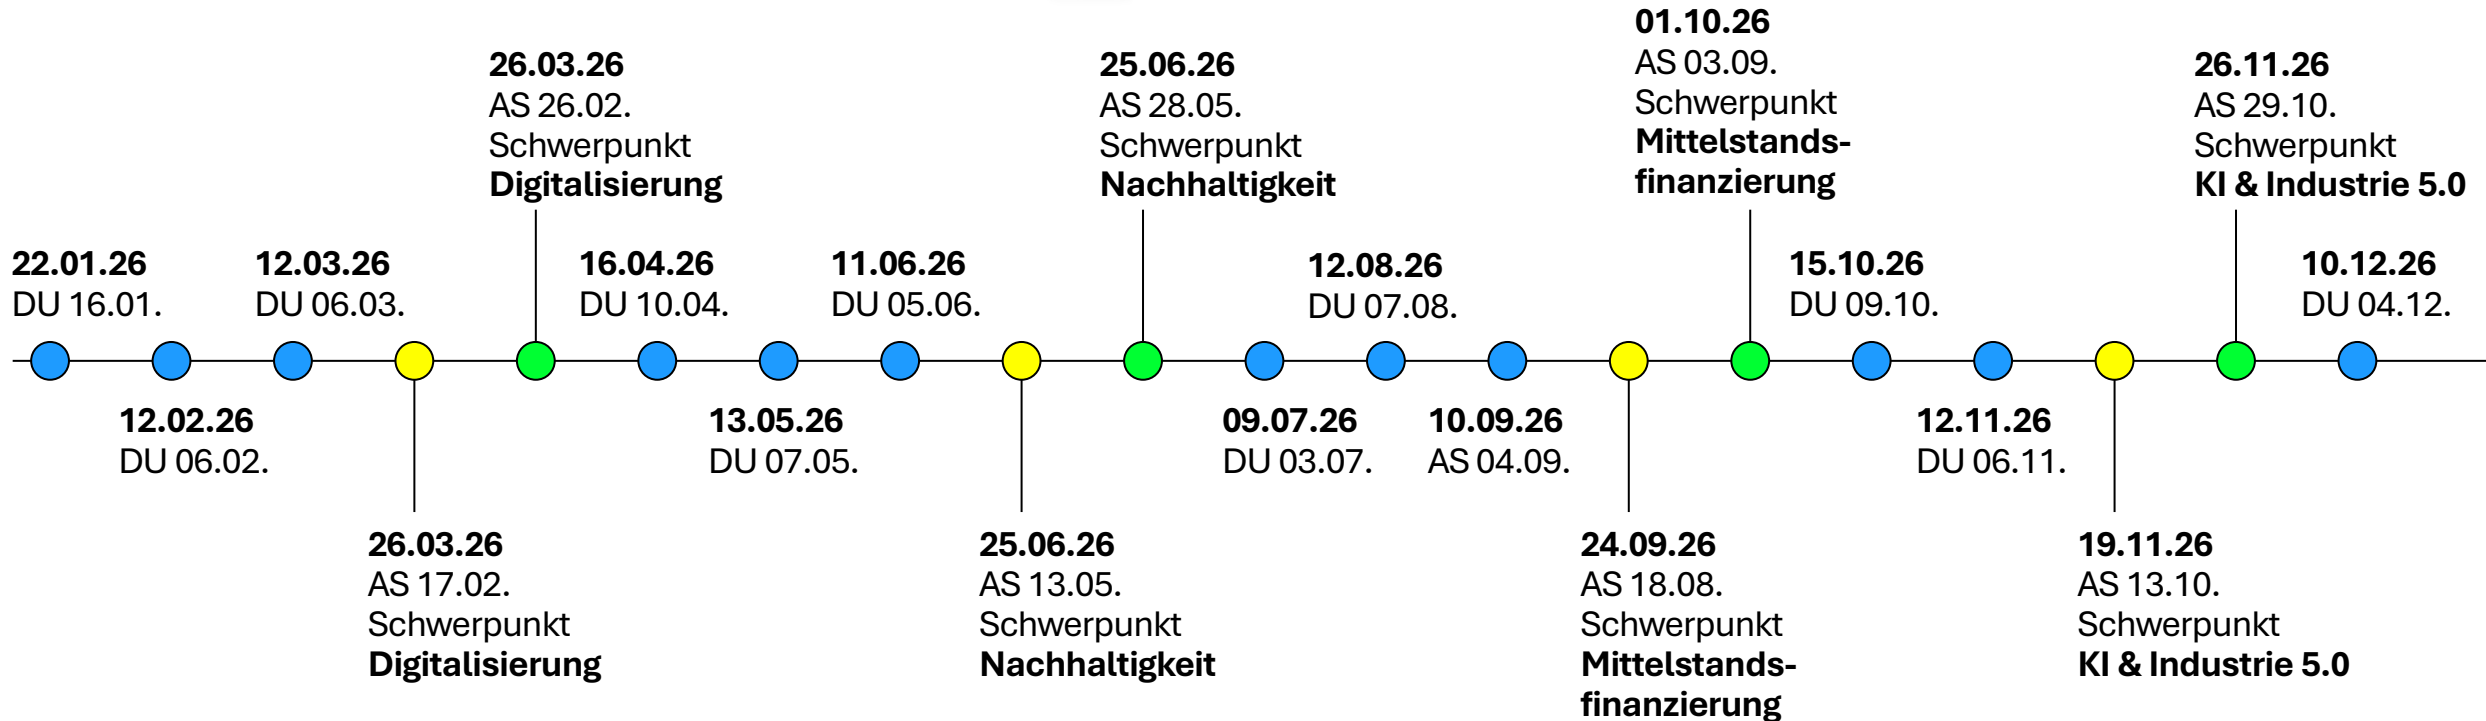 01.10.26
AS 03.09.
Schwerpunkt
Mittelstands-
finanzierung
26.03.26
AS 26.02.
Schwerpunkt
Digitalisierung
25.06.26
AS 28.05.
Schwerpunkt
Nachhaltigkeit
26.11.26
AS 29.10.
Schwerpunkt
KI & Industrie 5.0
22.01.26
DU 16.01.
12.03.26
DU 06.03.
16.04.26
DU 10.04.
11.06.26
DU 05.06.
12.08.26
DU 07.08.
15.10.26
DU 09.10.
10.12.26
DU 04.12.
12.02.26
DU 06.02.
13.05.26
DU 07.05.
09.07.26
DU 03.07.
10.09.26
AS 04.09.
12.11.26
DU 06.11.
26.03.26
AS 17.02.
Schwerpunkt
Digitalisierung
25.06.26
AS 13.05.
Schwerpunkt
Nachhaltigkeit
24.09.26
AS 18.08.
Schwerpunkt
Mittelstands-
finanzierung
19.11.26
AS 13.10.
Schwerpunkt
KI & Industrie 5.0